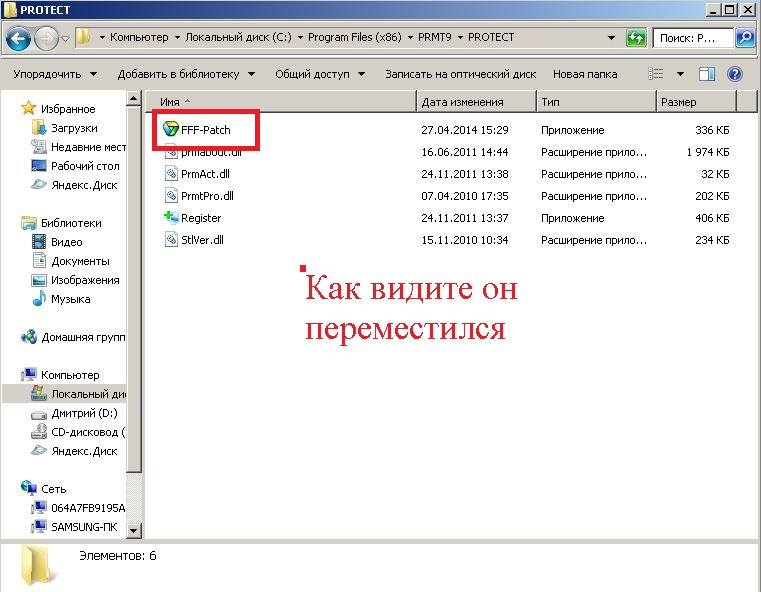 PROTECT
Компьютер Локальный диск (C:) Program Files (x86) PRMT9 PROTECT
Поиск: P...
Упорядочить Добавить в библиотеку Общий доступ Записать на оптический диск Новая папка
Имя Дата изменения Тип Размер
Избранное
Загрузки
Недавние мест
Рабочий стол
Яндекс.Диск
Библиотеки
Видео
Документы
Изображения
Музыка
Домашняя групп
Компьютер
Локальный ди
Дмитрий (D:)
CD-дисковод (
Яндекс.Диск
Сеть
064A7FB9195A
SAMSUNG-ПК
FFF-Patch 27.04.2014 15:29 Приложение 336 КБ
prmabout.dll 16.06.2011 14:44 Расширение прило... 1 974 КБ
PrmAct.dll 24.11.2011 13:38 Расширение прило... 32 КБ
PrmtPro.dll 07.04.2010 17:35 Расширение прило... 202 КБ
Register 24.11.2011 13:37 Приложение 406 КБ
StlVer.dll 15.11.2010 10:34 Расширение прило... 234 КБ
Как видите он
переместился
Элементов: 6